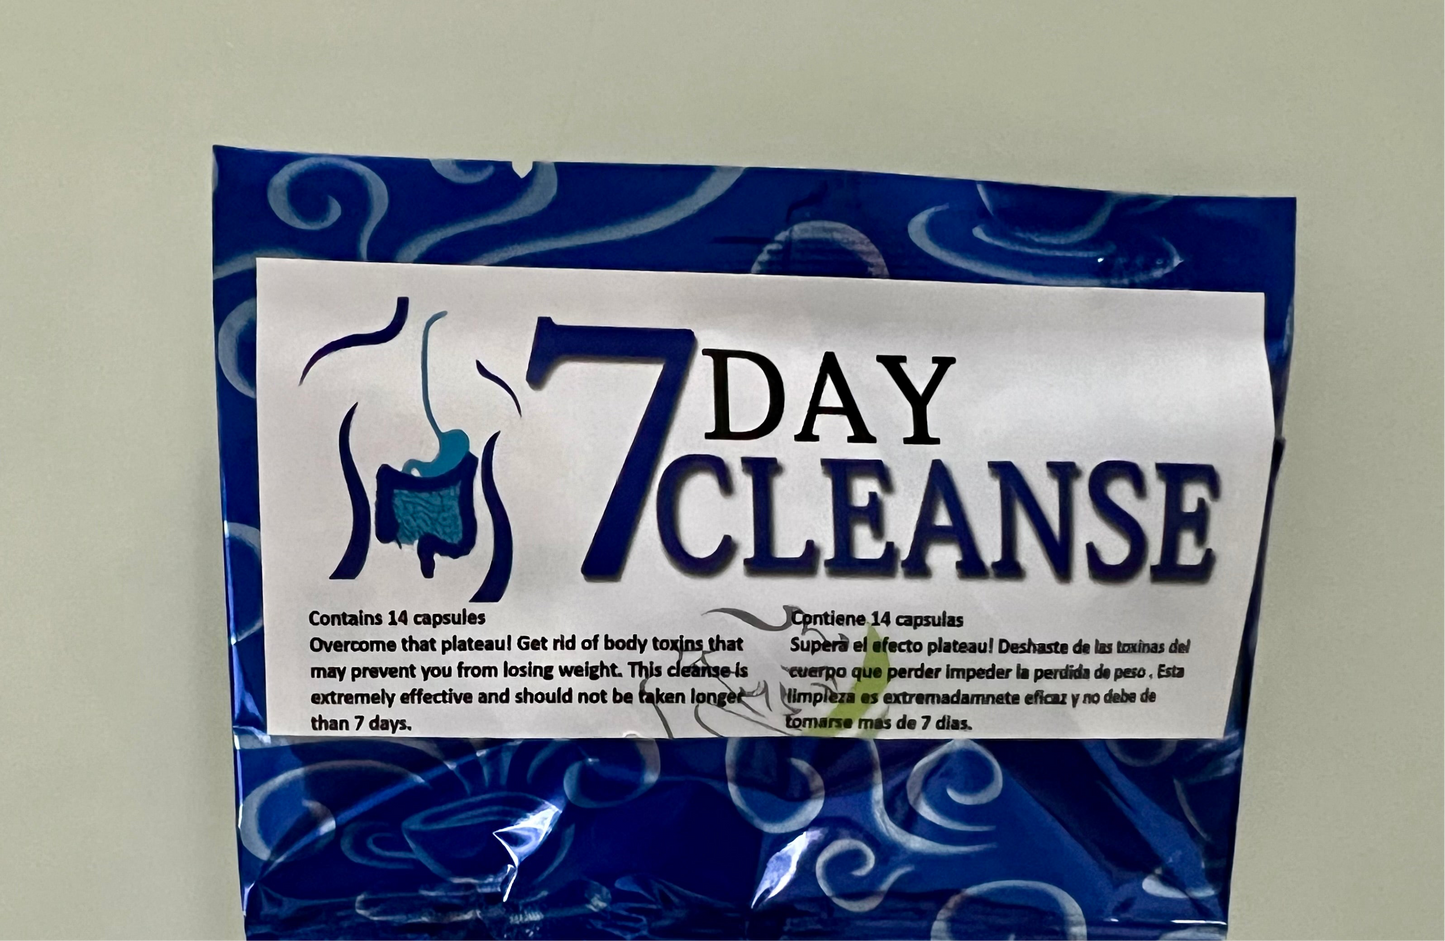 7 DAY
CLEANSE
Contains 14 capsules
Overcome that plateau! Get rid of body toxins that
may prevent you from losing weight. This cleanse is
extremely effective and should not be taken longer
than 7 days.
Contiene 14 capsulas
Supera el efecto plateau! Deshaste de las toxinas del
cuerpo que perder impeder la perdida de peso. Esta
limpieza es extremadamnete eficaz y no debe de
tomarse mas de 7 dias.